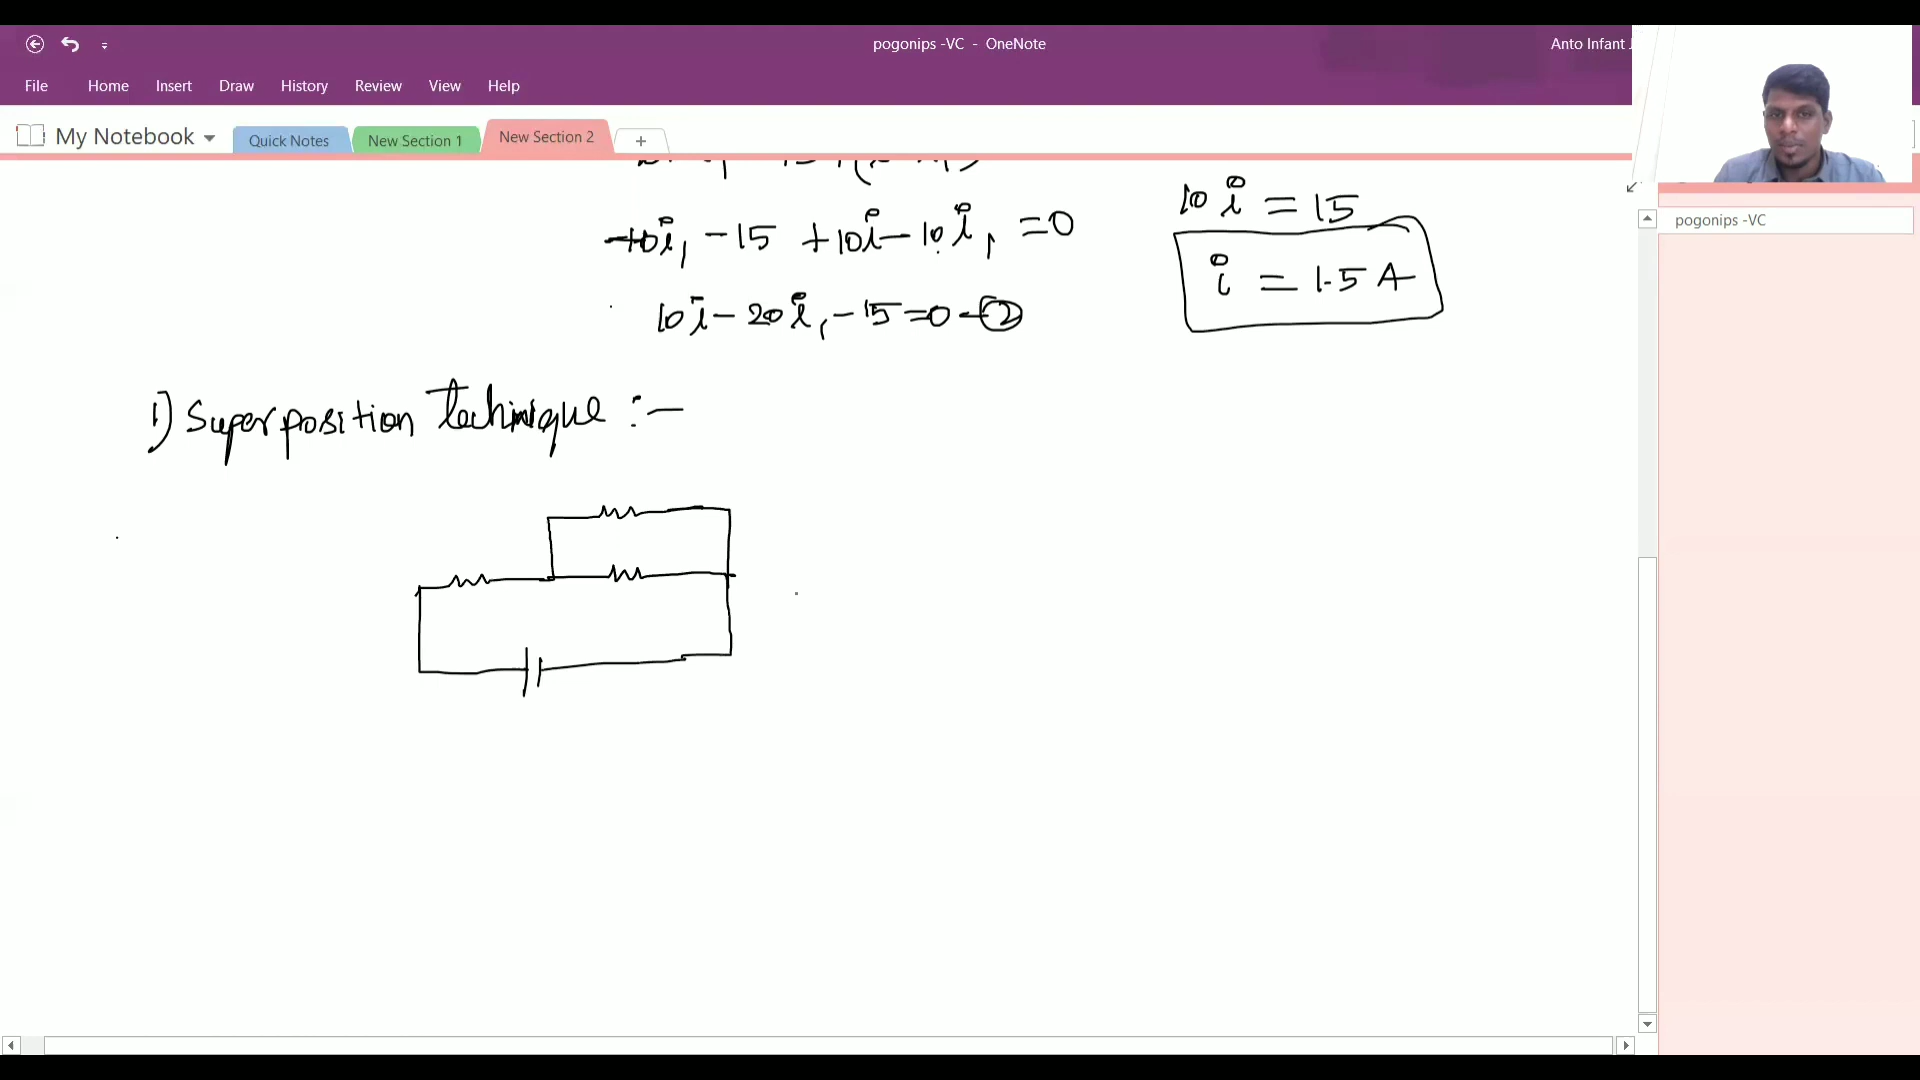 pogonips -VC - OneNote
Anto Infant J
File Home Insert Draw History Review View Help
My Notebook
Quick Notes
New Section 1
New Section 2
+
pogonips -VC
-10i₁ -15 +10i - 10i₁ =0
10i - 20i₁ - 15 =0 -②
10i = 15
i = 1.5 A
1) Superposition Technique :-